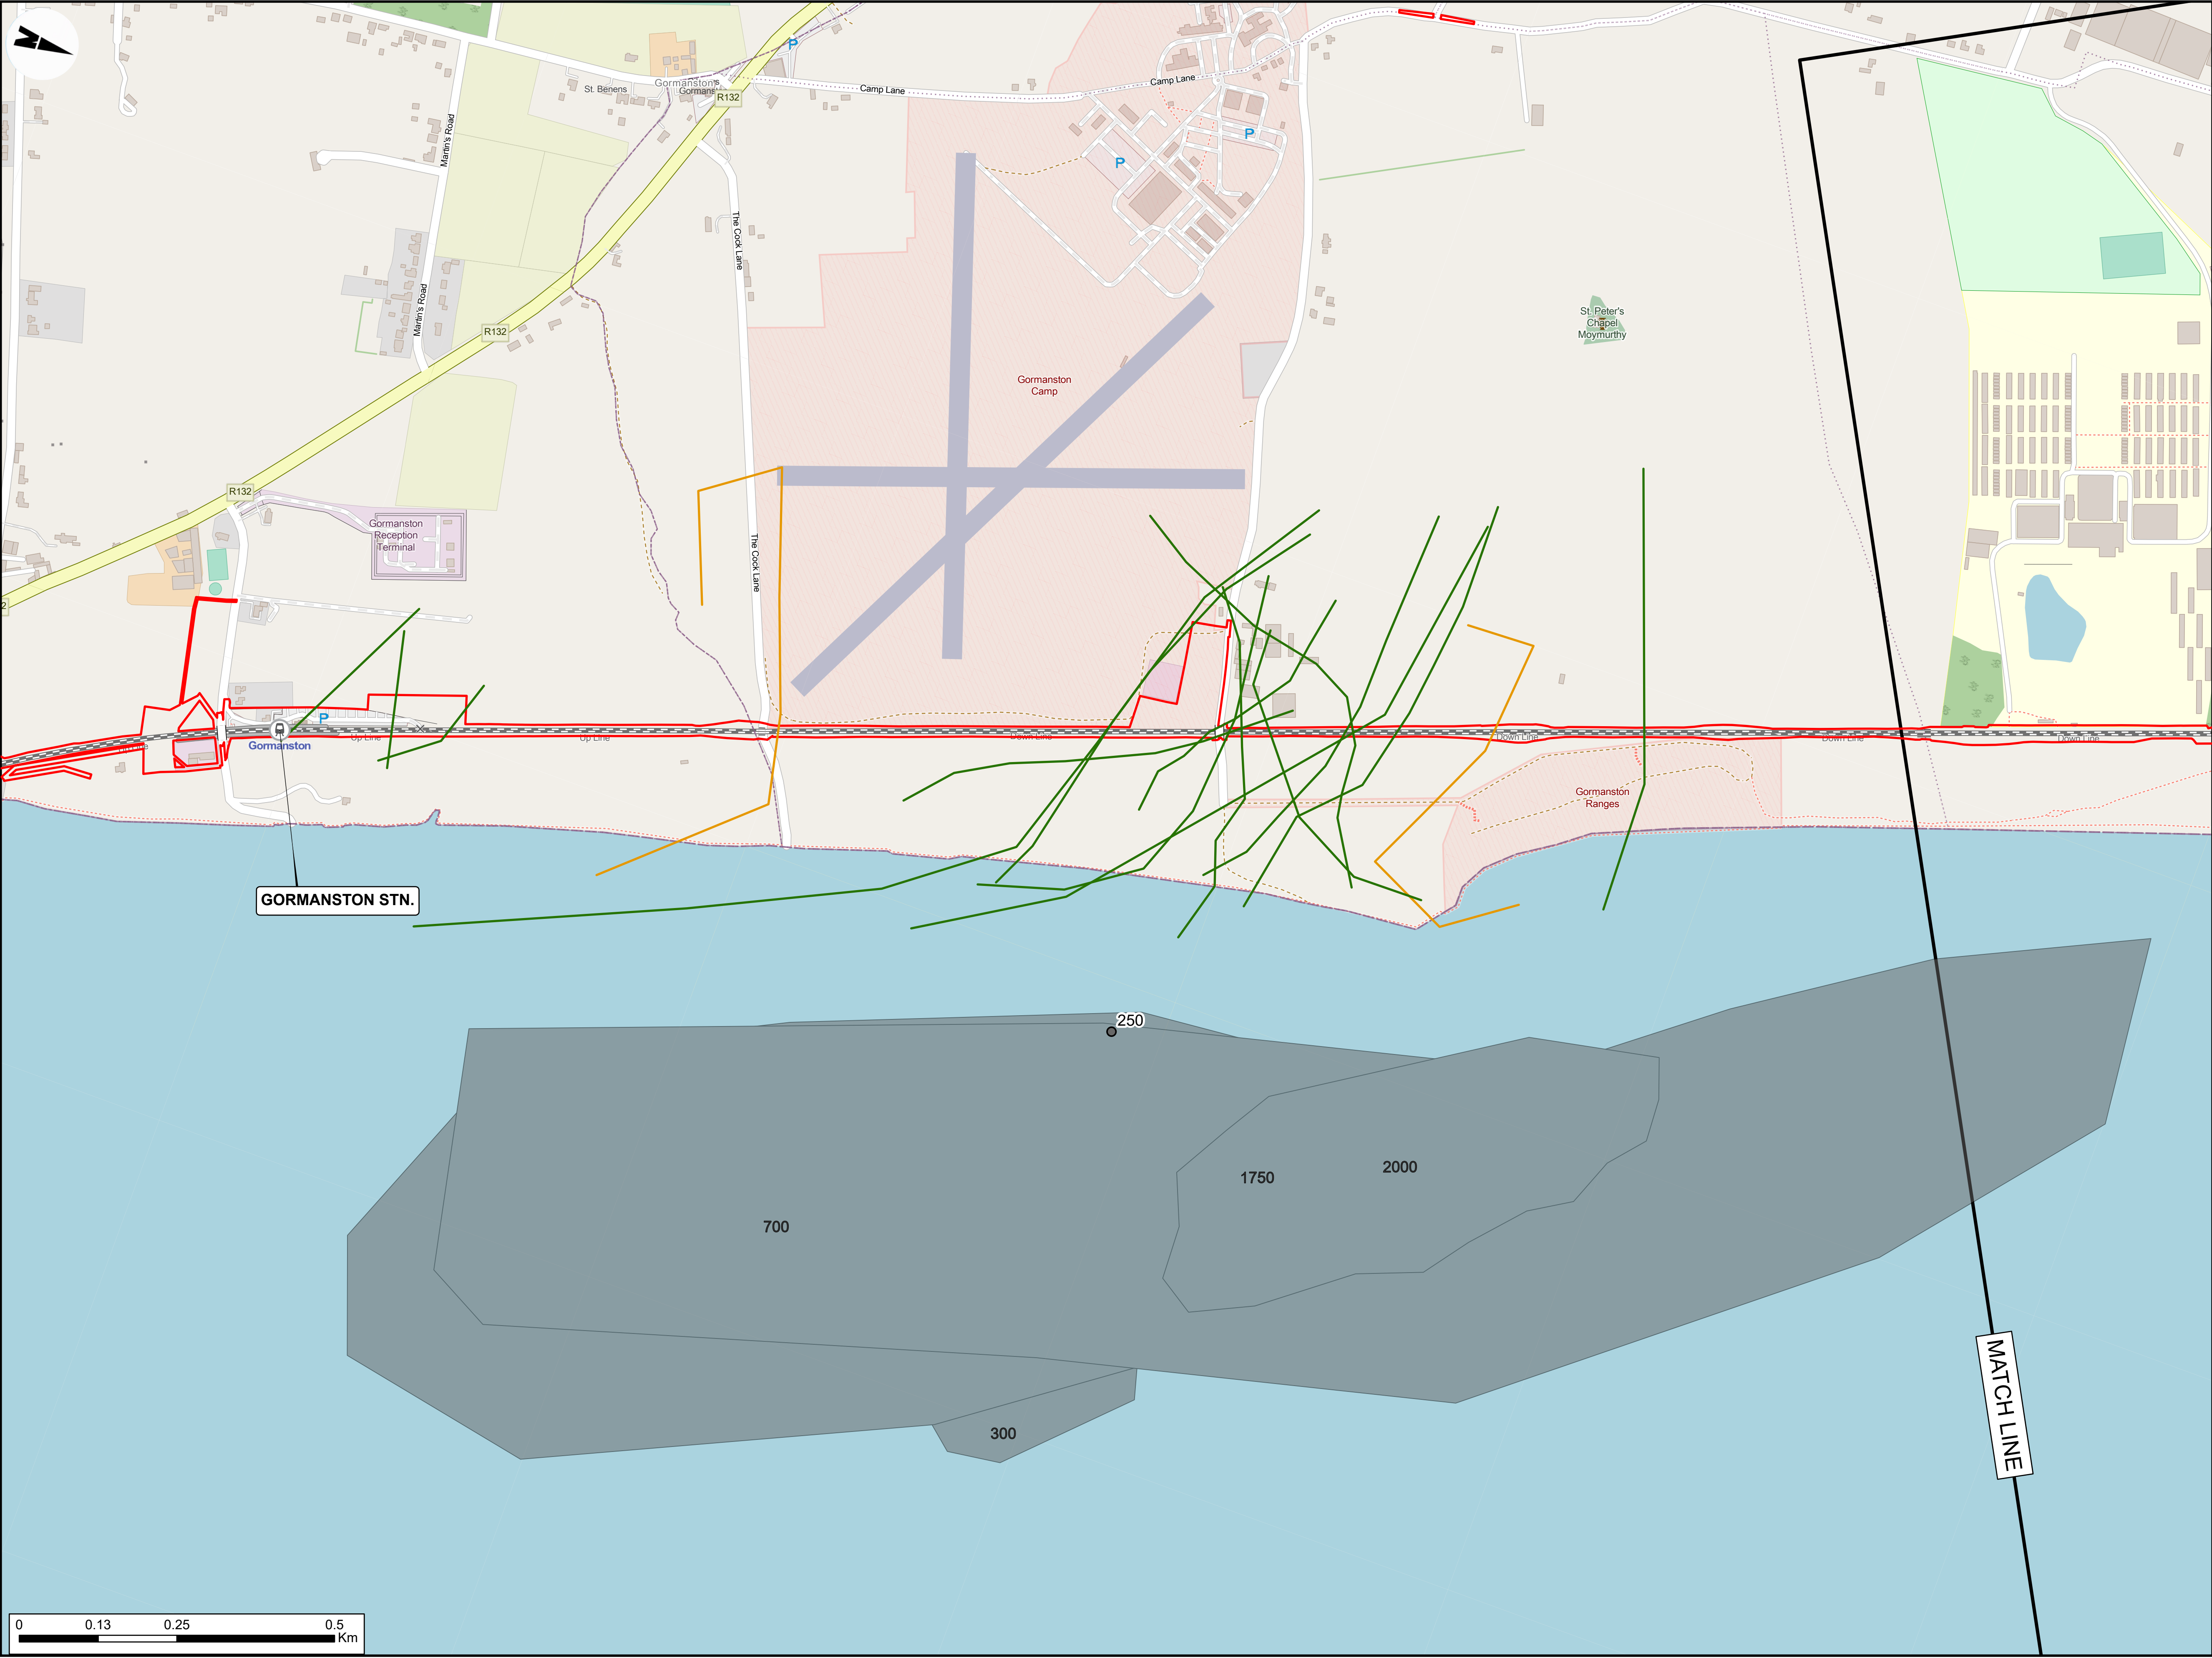 N
P
St. Benens
Gormanston's
Gormans
R132
Camp Lane
Camp Lane
P
P
Martin's Road
The Cock Lane
Martin's Road
R132
St. Peter's
Chapel
Moymurthy
Gormanston
Camp
R132
Gormanston
Reception
Terminal
The Cock Lane
2
P
Gormanston
Up Line
Up Line
Down Line
Down Line
Down Line
Down Line
Gormanston
Ranges
GORMANSTON STN.
250
1750
2000
700
300
MATCH LINE
0 0.13 0.25 0.5
Km